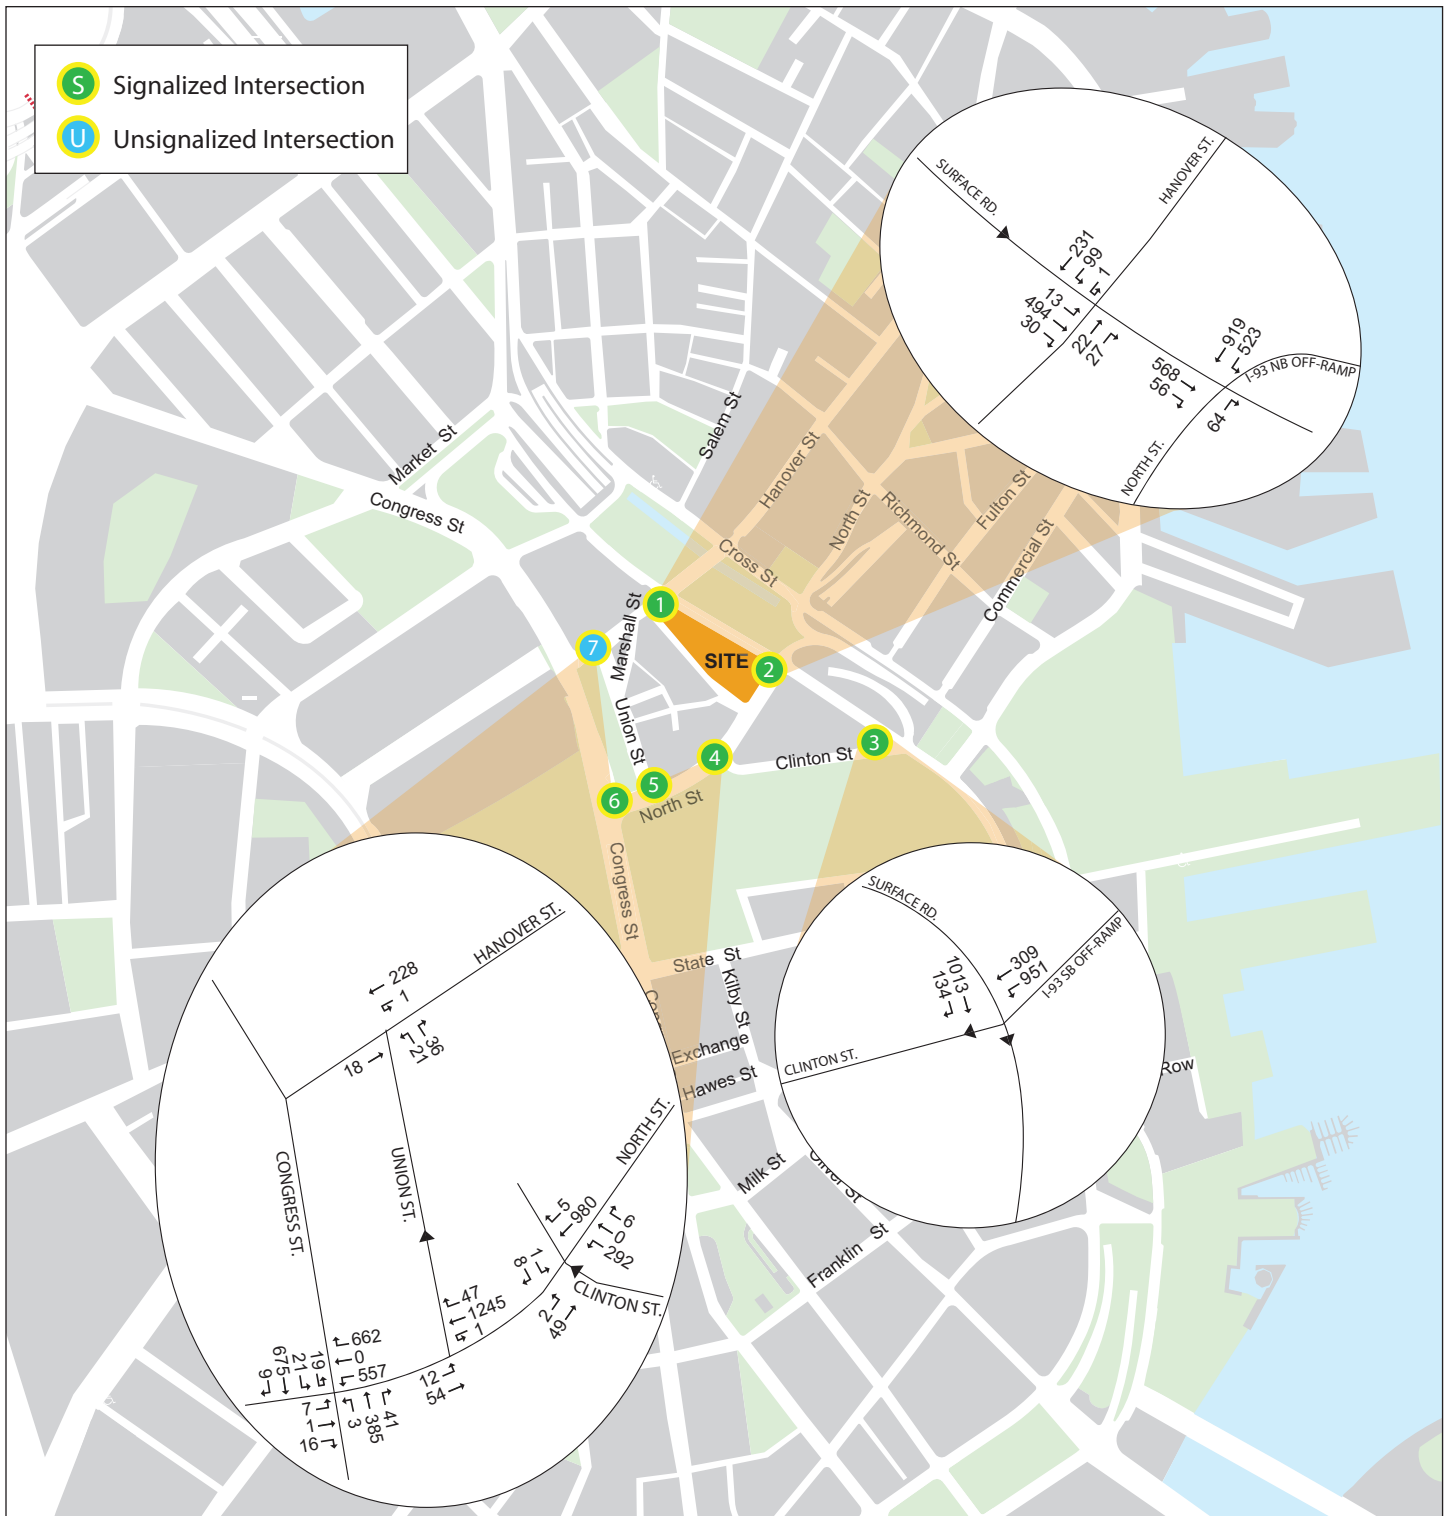 S Signalized Intersection
U Unsignalized Intersection
SURFACE RD.
HANOVER ST.
231
99
1
13
494
30
22
27
919
523
568
56
64
I-93 NB OFF-RAMP
NORTH ST.
Salem St
Market St
Congress St
Hanover St
North St
Richmond St
Fulton St
Commercial St
Cross St
Marshall St
1
7
SITE
2
Union St
3
4
Clinton St
5
6
North St
Congress St
State St
Kilby St
Exchange
Hawes St
Milk St
Oliver St
Franklin St
Row
HANOVER ST.
228
1
18
21
36
CONGRESS ST.
UNION ST.
NORTH ST.
5
980
6
0
292
1
8
CLINTON ST.
2
49
47
1245
1
12
54
662
0
557
19
21
675
9
7
1
16
3
385
41
SURFACE RD.
309
951
I-93 SB OFF-RAMP
1013
134
CLINTON ST.